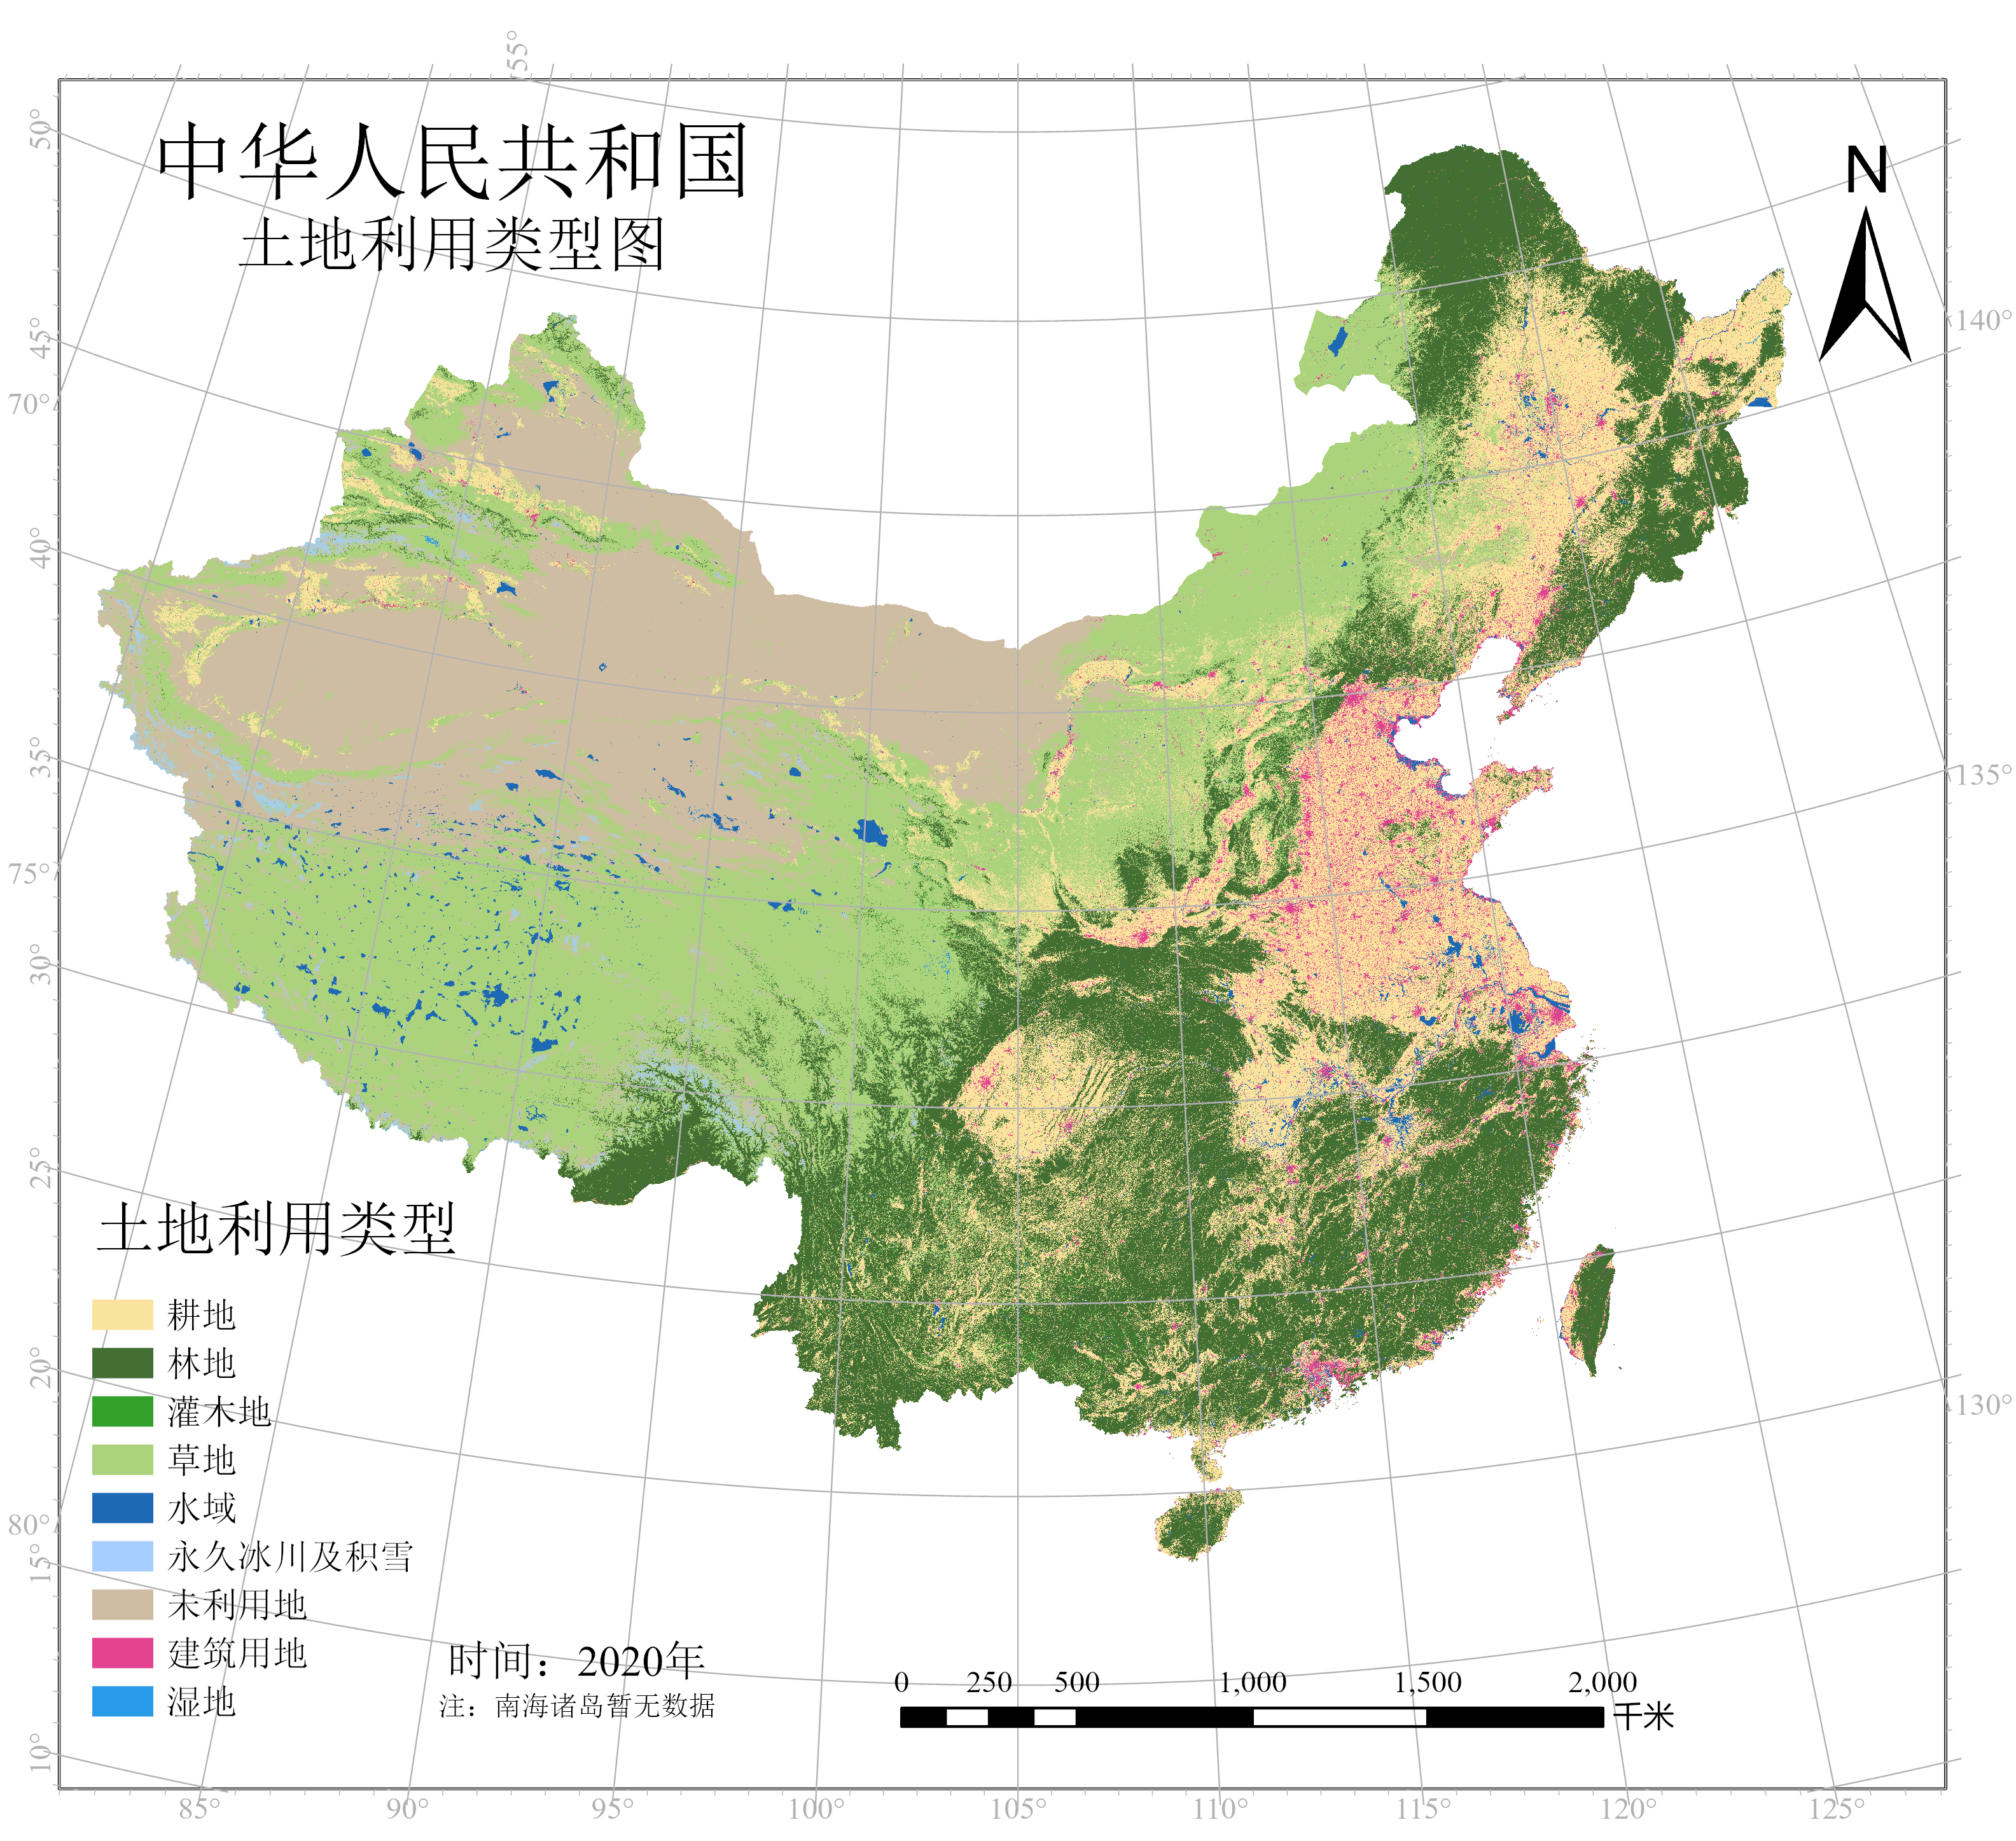 55°
中华人民共和国
土地利用类型图
N
50°
45°
70°
40°
35°
75°
30°
25°
20°
80°
15°
10°
140°
135°
130°
土地利用类型
耕地
林地
灌木地
草地
水域
永久冰川及积雪
未利用地
建筑用地
湿地
时间：2020年
注：南海诸岛暂无数据
0 250 500 1,000 1,500 2,000
千米
85° 90° 95° 100° 105° 110° 115° 120° 125°